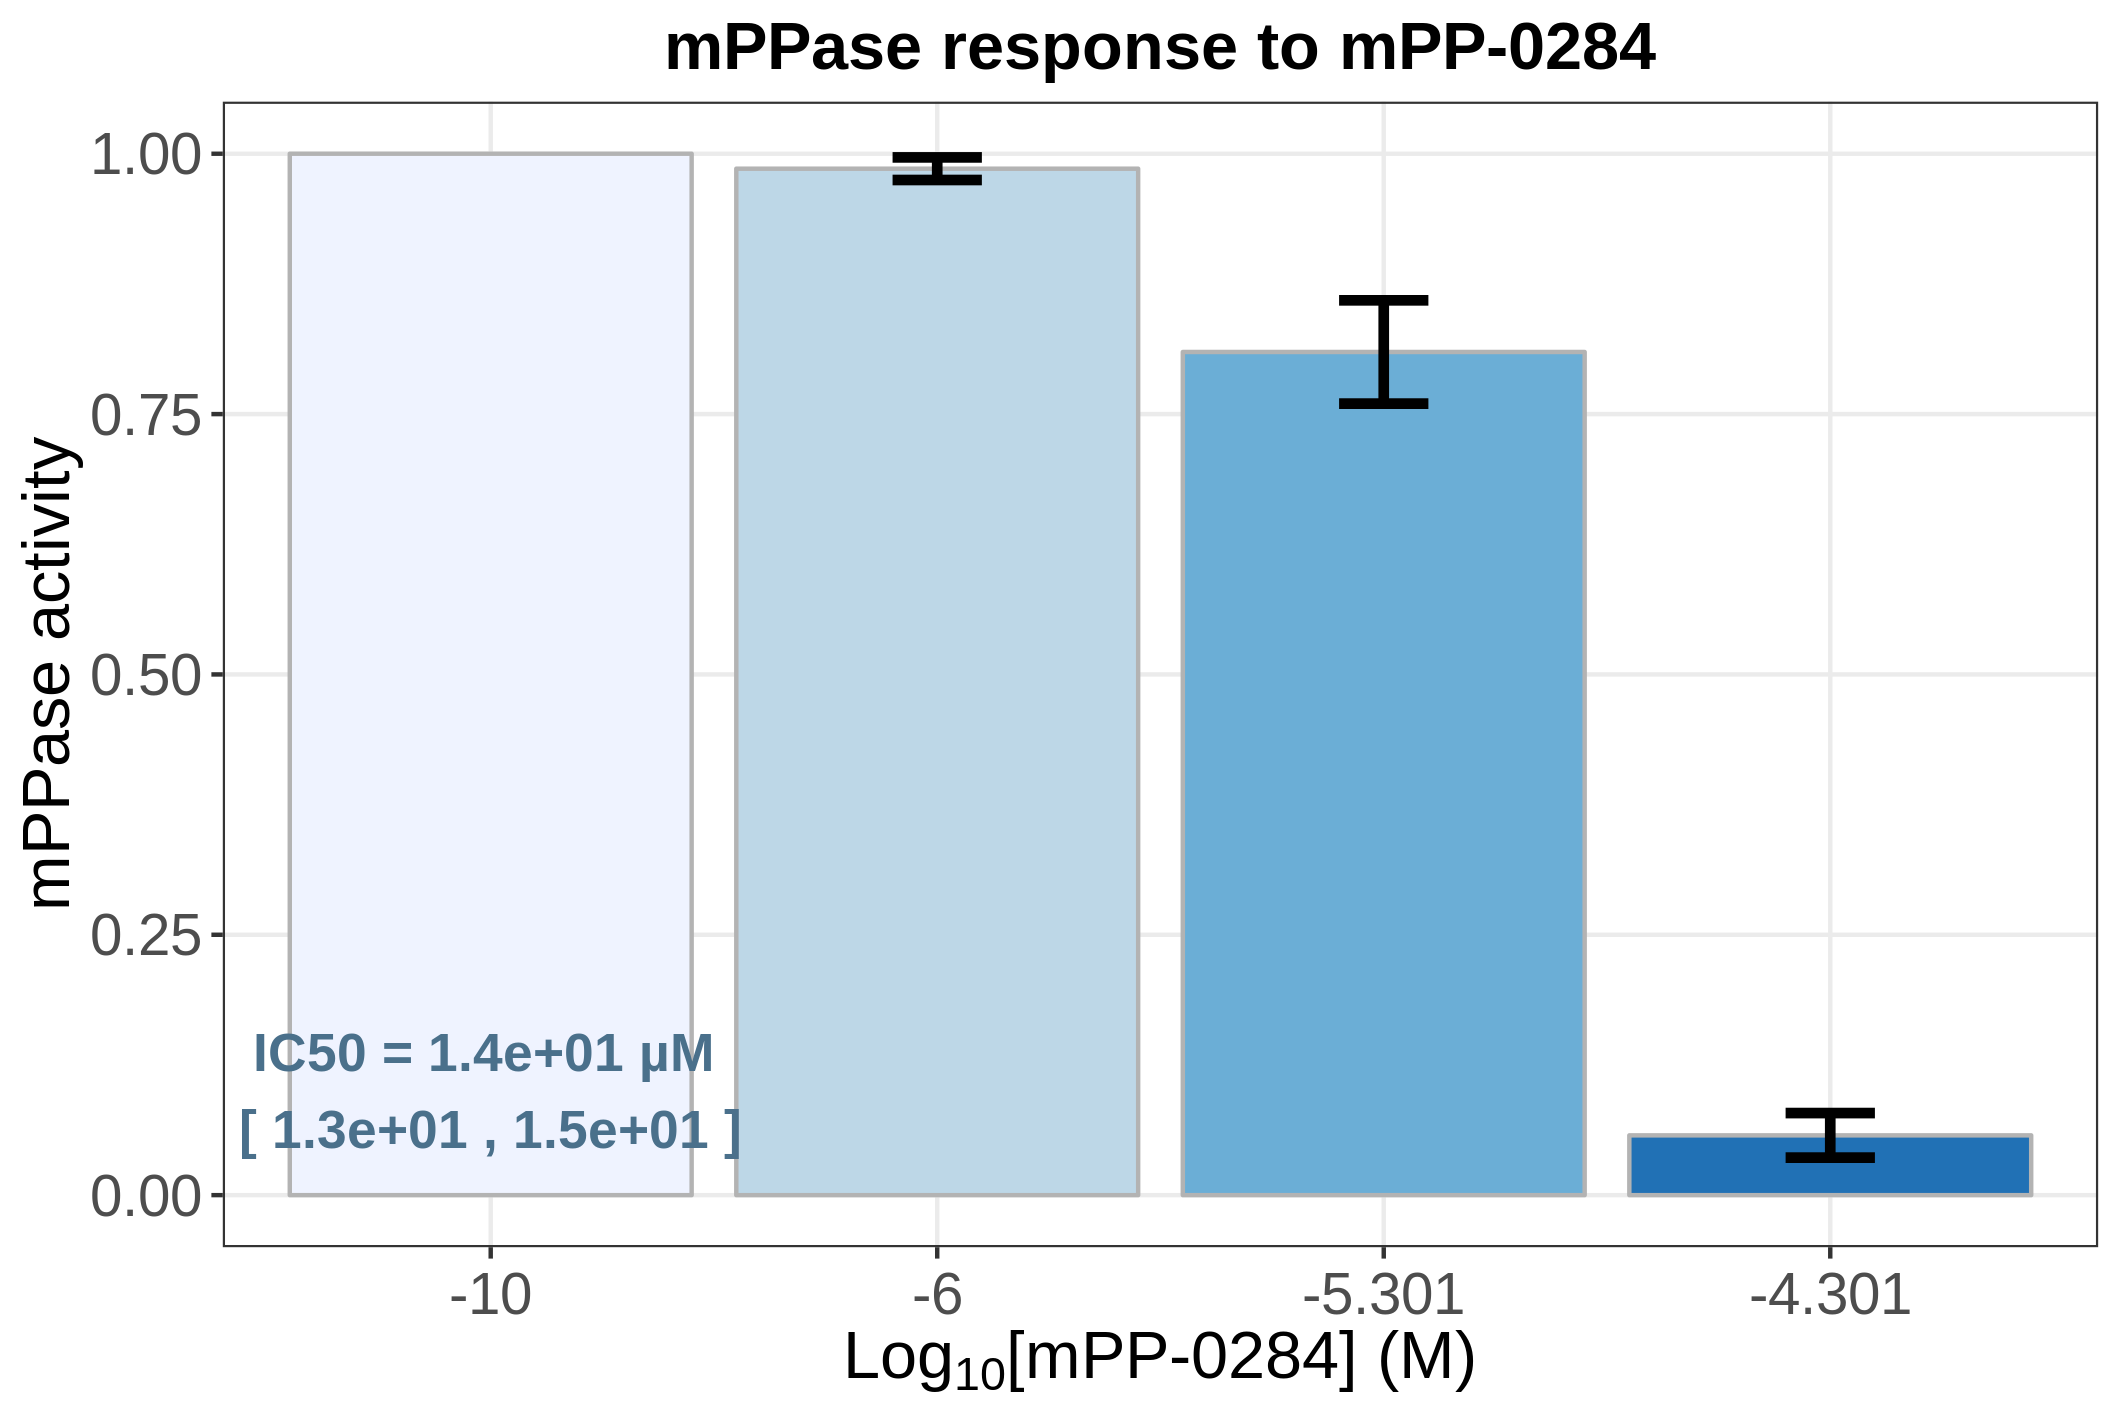 mPPase response to mPP-0284
mPPase activity
1.00
0.75
0.50
0.25
0.00
IC50 = 1.4e+01 µM
[ 1.3e+01 , 1.5e+01 ]
-10
-6
-5.301
-4.301
Log₁₀[mPP-0284] (M)